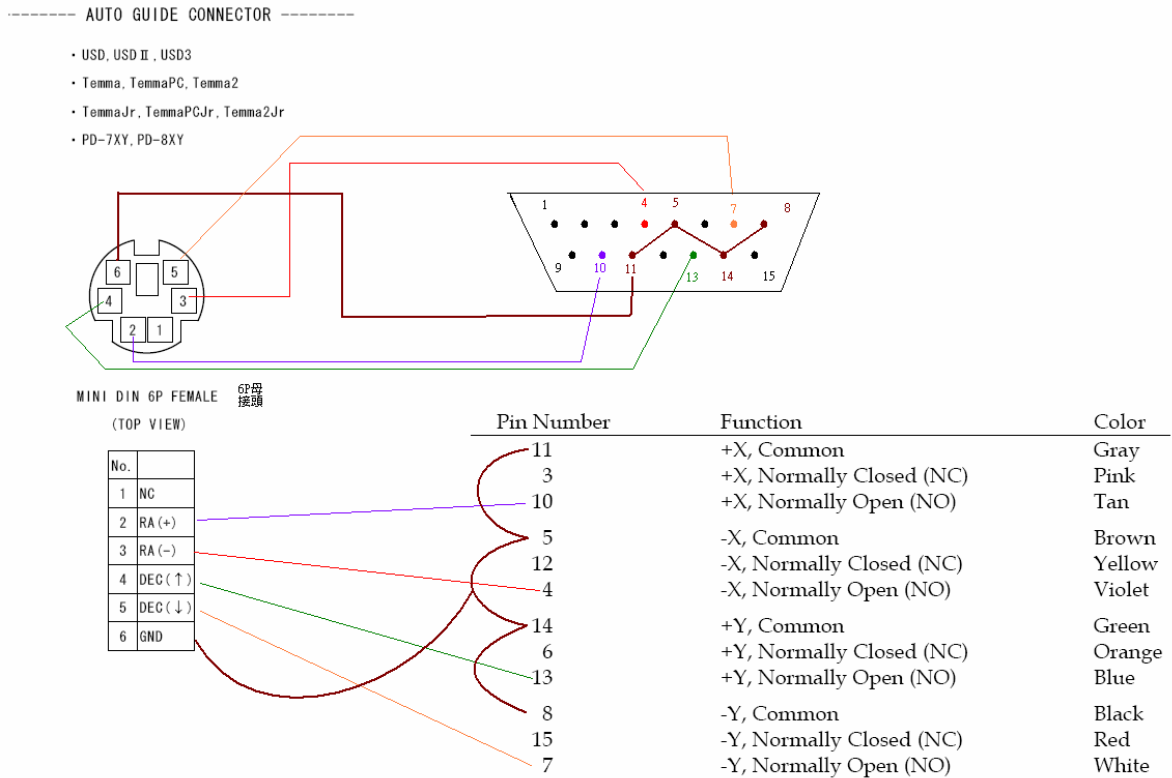 ------- AUTO GUIDE CONNECTOR --------
・USD, USDⅡ, USD3
・Temma, TemmaPC, Temma2
・TemmaJr, TemmaPCJr, Temma2Jr
・PD-7XY, PD-8XY
1 4 5 7 8
9 10 11 13 14 15
6 5
4 3
2 1
MINI DIN 6P FEMALE 6P母接頭
(TOP VIEW)
No.
1 NC
2 RA(+)
3 RA(-)
4 DEC(↑)
5 DEC(↓)
6 GND
Pin Number Function Color
11 +X, Common Gray
3 +X, Normally Closed (NC) Pink
10 +X, Normally Open (NO) Tan
5 -X, Common Brown
12 -X, Normally Closed (NC) Yellow
4 -X, Normally Open (NO) Violet
14 +Y, Common Green
6 +Y, Normally Closed (NC) Orange
13 +Y, Normally Open (NO) Blue
8 -Y, Common Black
15 -Y, Normally Closed (NC) Red
7 -Y, Normally Open (NO) White